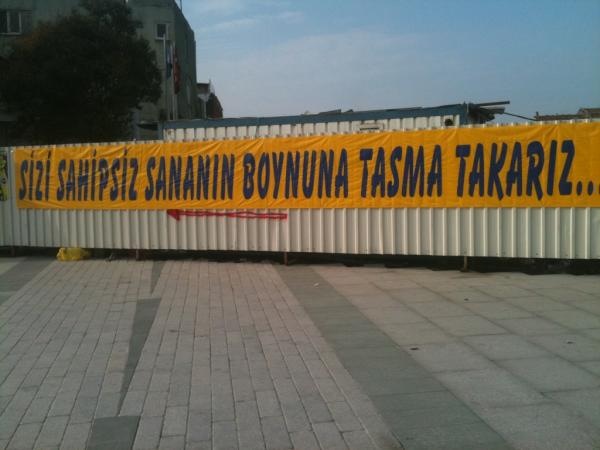 SİZİ SAHİPSİZ SANANIN BOYNUNA TASMA TAKARIZ...